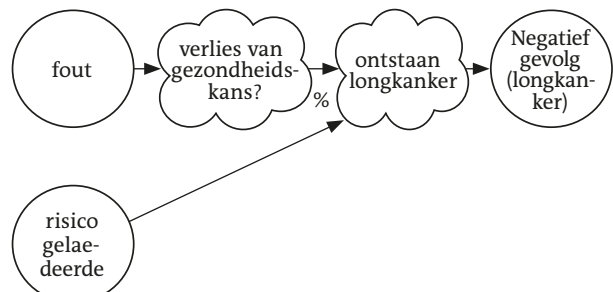 fout
verlies van
gezondheids-
kans?
%
ontstaan
longkanker
Negatief
gevolg
(longkan-
ker)
risico
gelae-
deerde